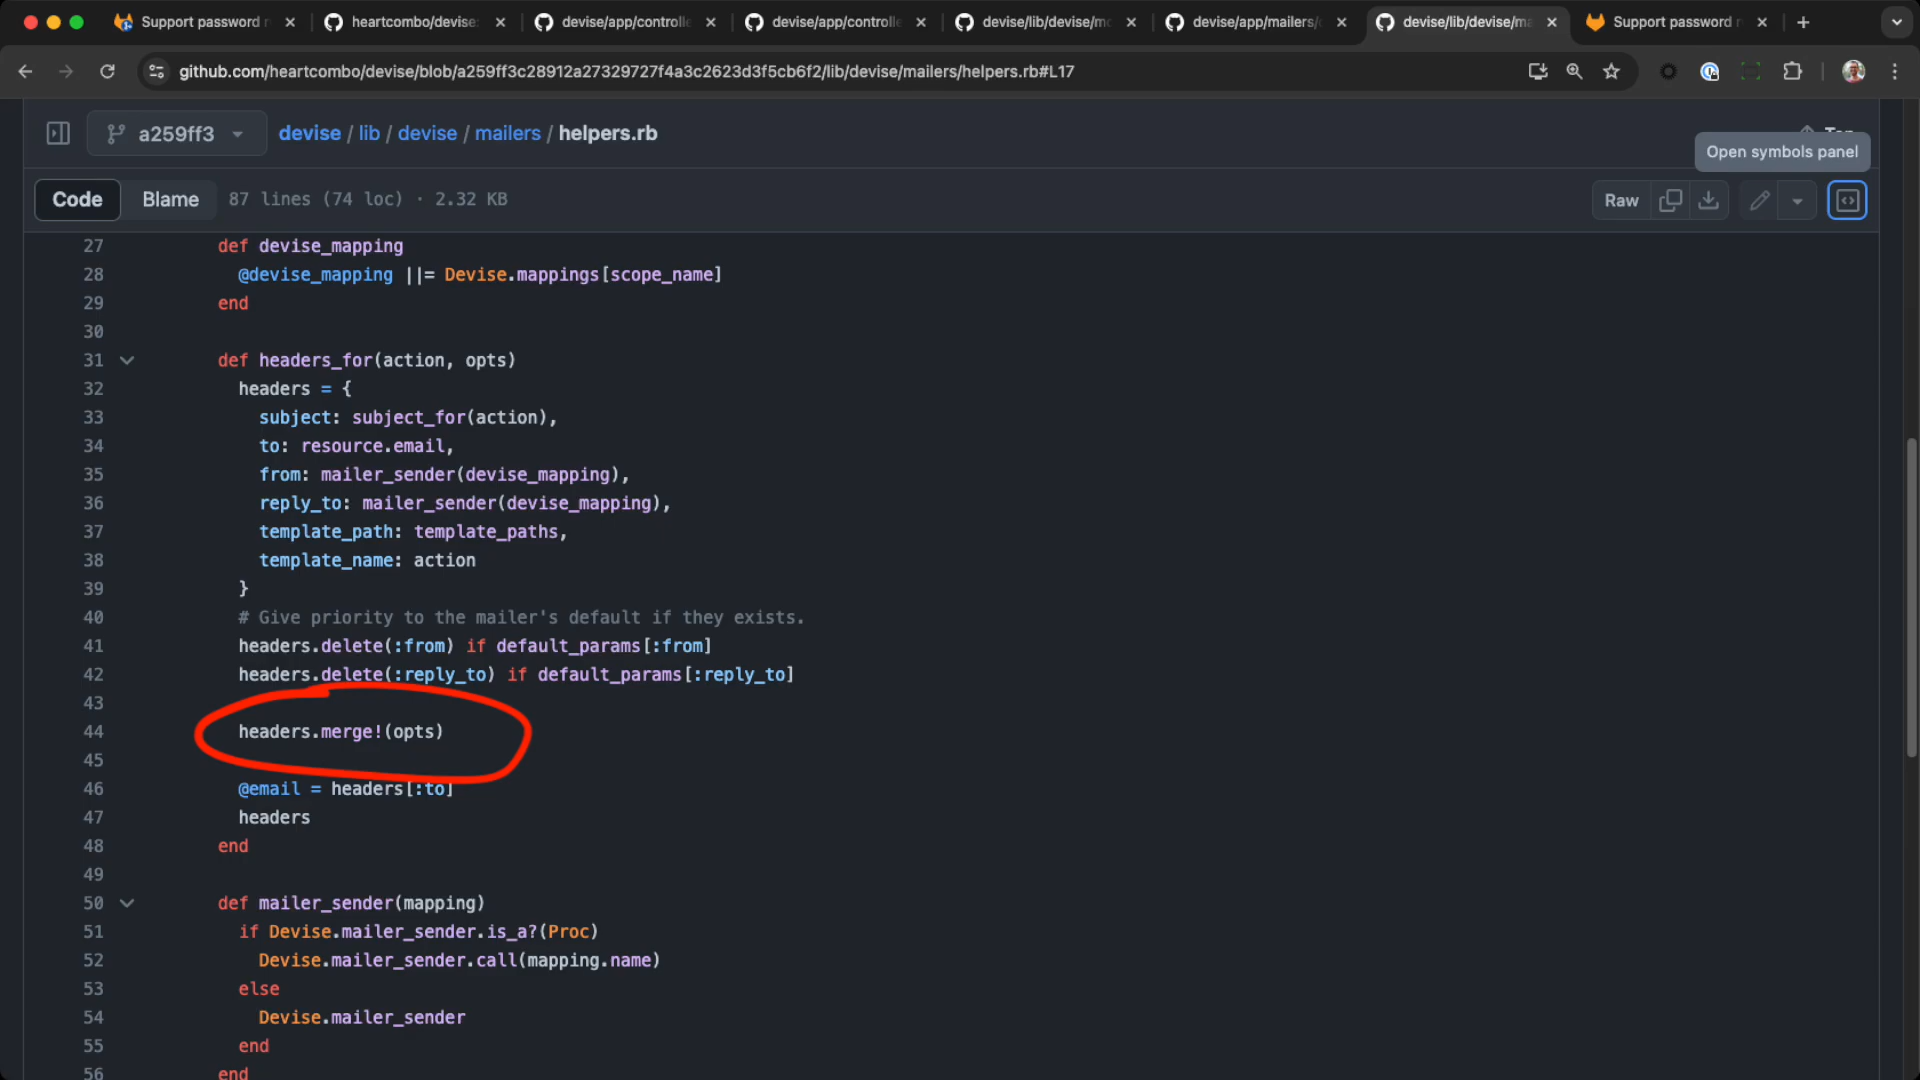 Support password r
heartcombo/devise:
devise/app/controlle
devise/app/controlle
devise/lib/devise/mo
devise/app/mailers/
devise/lib/devise/ma
Support password r
github.com/heartcombo/devise/blob/a259ff3c28912a27329727f4a3c2623d3f5cb6f2/lib/devise/mailers/helpers.rb#L17
a259ff3
devise / lib / devise / mailers / helpers.rb
Top
Open symbols panel
Code
Blame
87 lines (74 loc) · 2.32 KB
Raw
27 def devise_mapping
28 @devise_mapping ||= Devise.mappings[scope_name]
29 end
30
31 def headers_for(action, opts)
32 headers = {
33 subject: subject_for(action),
34 to: resource.email,
35 from: mailer_sender(devise_mapping),
36 reply_to: mailer_sender(devise_mapping),
37 template_path: template_paths,
38 template_name: action
39 }
40 # Give priority to the mailer's default if they exists.
41 headers.delete(:from) if default_params[:from]
42 headers.delete(:reply_to) if default_params[:reply_to]
43
44 headers.merge!(opts)
45
46 @email = headers[:to]
47 headers
48 end
49
50 def mailer_sender(mapping)
51 if Devise.mailer_sender.is_a?(Proc)
52 Devise.mailer_sender.call(mapping.name)
53 else
54 Devise.mailer_sender
55 end
56 end